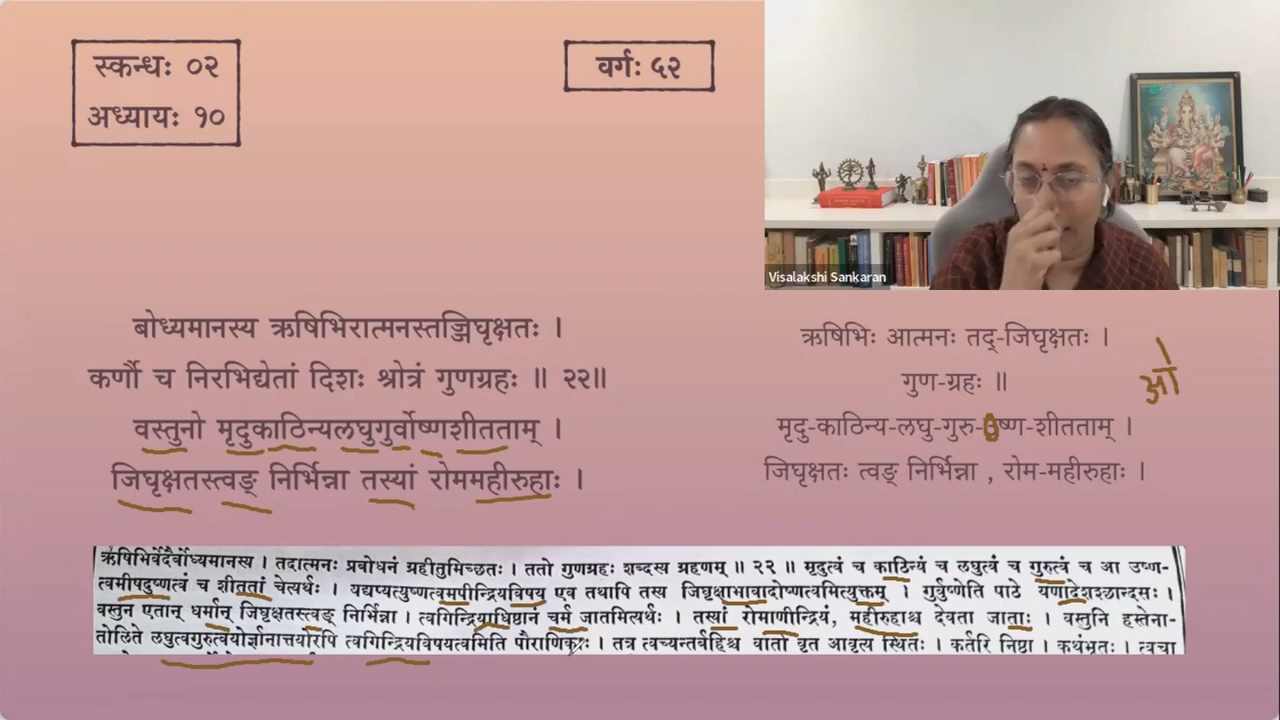 स्कन्धः ०२
अध्यायः १०
वर्गः ५२
Visalakshi Sankaran
बोध्यमानस्य ऋषिभिरात्मनस्तज्जिघृक्षतः ।
कर्णौ च निरभिद्येतां दिशः श्रोत्रं गुणग्रहः ॥ २२॥
वस्तुनो मृदुकाठिन्यलघुगुर्वोष्णशीतताम् ।
जिघृक्षतस्त्वङ् निर्भिन्ना तस्यां रोममहीरुहाः ।
ऋषिभिः आत्मनः तद्-जिघृक्षतः ।
गुण-ग्रहः ॥
मृदु-काठिन्य-लघु-गुरु-ओष्ण-शीतताम् ।
जिघृक्षतः त्वङ् निर्भिन्ना , रोम-महीरुहाः ।
ओ
ऋषिभिर्वेदैर्बोध्यमानस्य । तदात्मनः प्रबोधनं ग्रहीतुमिच्छतः । ततो गुणग्रहः शब्दस्य ग्रहणम् ॥ २२ ॥ मृदुत्वं च काठिन्यं च लघुत्वं च गुरुत्वं च आ उष्ण-
त्वमीषदुष्णत्वं च शीततां चेत्यर्थः । यद्यप्यत्युष्णत्वमपीन्द्रियविषय एव तथापि तस्य जिघृक्षाभावादोष्णत्वमित्युक्तम् । गुर्वुष्णेति पाठे यणादेशश्छान्दसः ।
वस्तुन एतान् धर्मान् जिघृक्षतस्त्वङ् निर्भिन्ना । त्वगिन्द्रियाधिष्ठानं चर्म जातमित्यर्थः । तस्यां रोमाणीन्द्रियं, महीरुहाश्च देवता जाताः । वस्तुनि हस्तेना-
तोलिते लघुत्वगुरुत्वयोर्ज्ञानात्तयोरपि त्वगिन्द्रियविषयत्वमिति पौराणिकाः । तत्र त्वच्यन्तर्बहिश्च वातो वृत आवृत्य स्थितः । कर्तरि निष्ठा । कथंभूतः । त्वचा